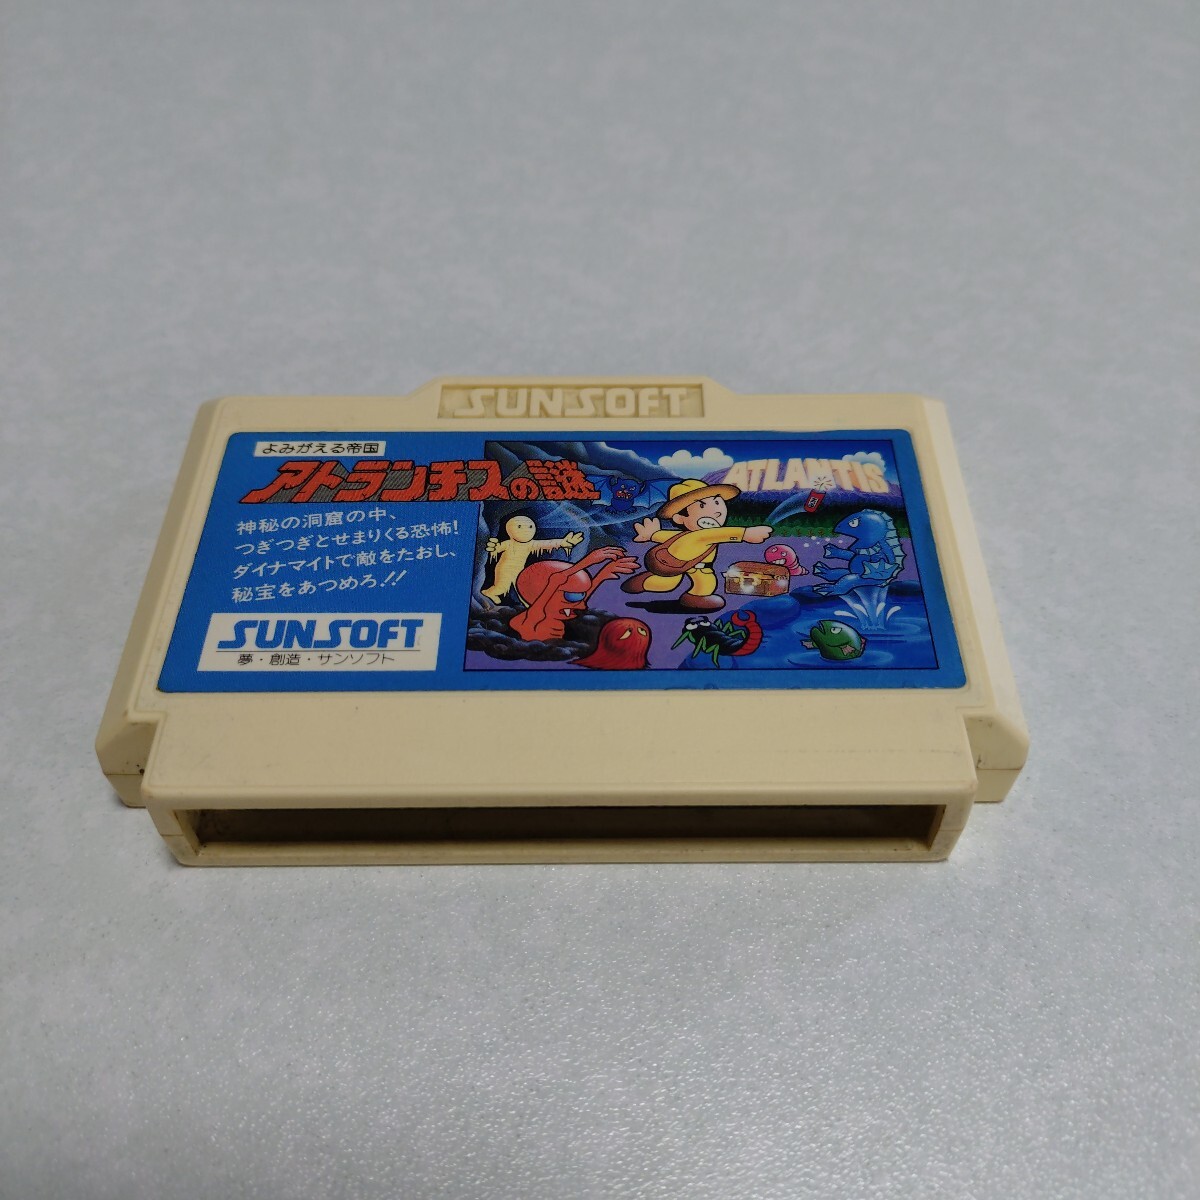 SUNSOFT
よみがえる帝国
アトランチスの謎
神秘の洞窟の中、
つぎつぎとせまりくる恐怖!
ダイナマイトで敵をたおし、
秘宝をあつめろ!!
SUNSOFT
夢・創造・サンソフト
ATLANTIS